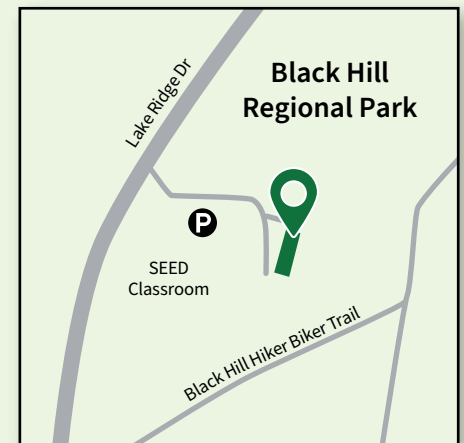 Black Hill
Regional Park
Lake Ridge Dr
P
SEED
Classroom
Black Hill Hiker Biker Trail